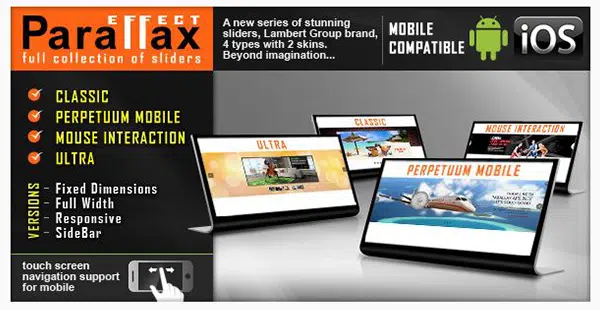 EFFECT
Parallax
full collection of sliders
A new series of stunning
sliders, Lambert Group brand,
4 types with 2 skins.
Beyond imagination...
MOBILE
COMPATIBLE
iOS
CLASSIC
PERPETUUM MOBILE
MOUSE INTERACTION
ULTRA
VERSIONS
- Fixed Dimensions
- Full Width
- Responsive
- SideBar
touch screen
navigation support
for mobile
CLASSIC
MOUSE INTERACTION
ULTRA
PERPETUUM MOBILE